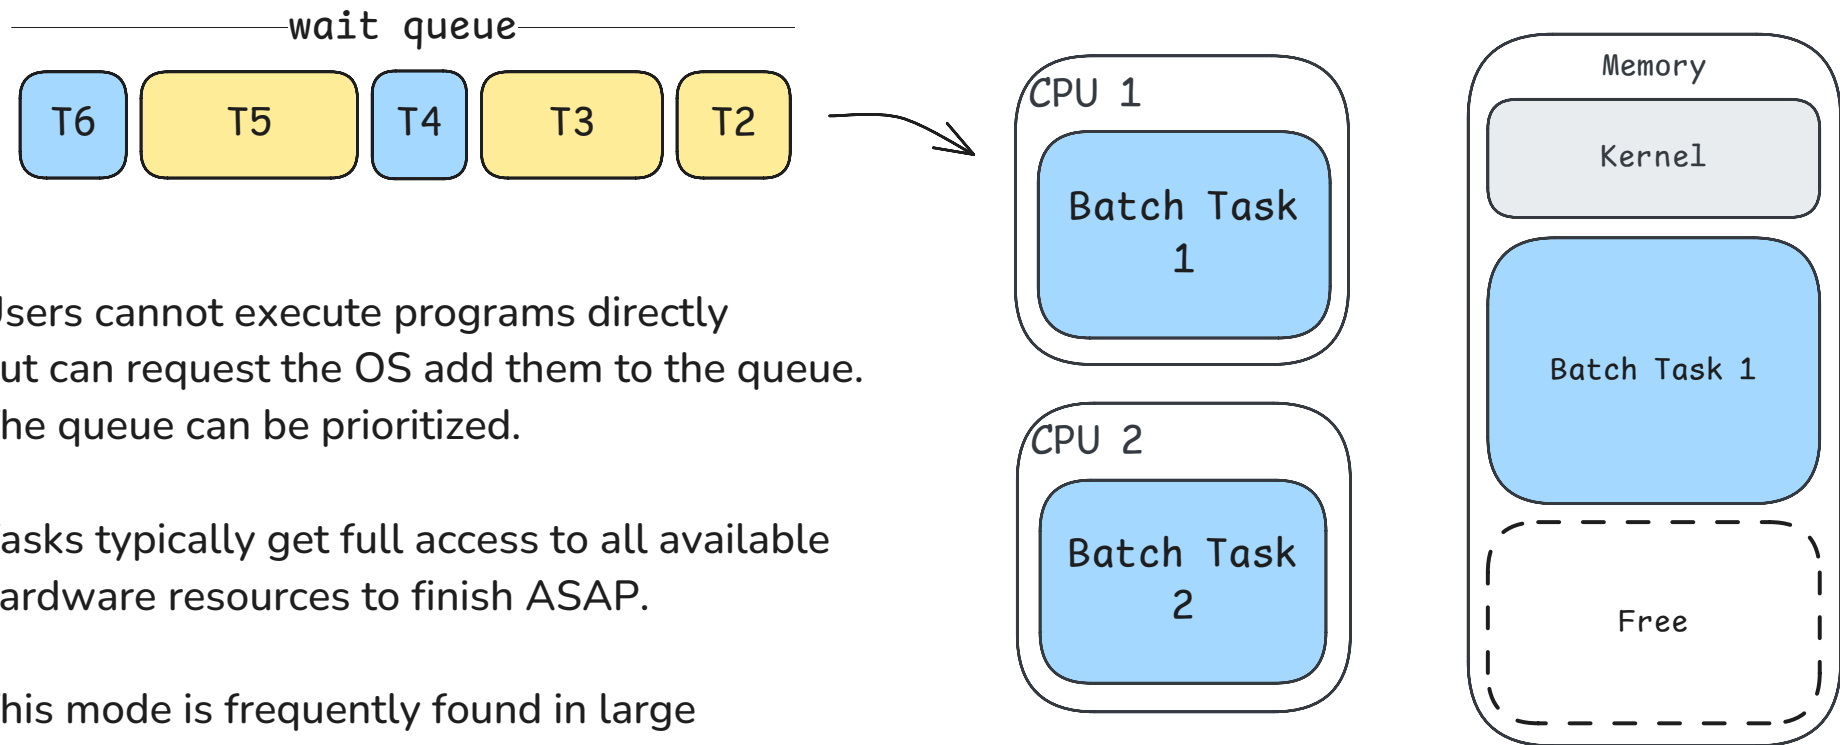 wait queue
T6 T5 T4 T3 T2
sers cannot execute programs directly
ut can request the OS add them to the queue.
he queue can be prioritized.
asks typically get full access to all available
ardware resources to finish ASAP.
his mode is frequently found in large
CPU 1
Batch Task
1
CPU 2
Batch Task
2
Memory
Kernel
Batch Task 1
Free